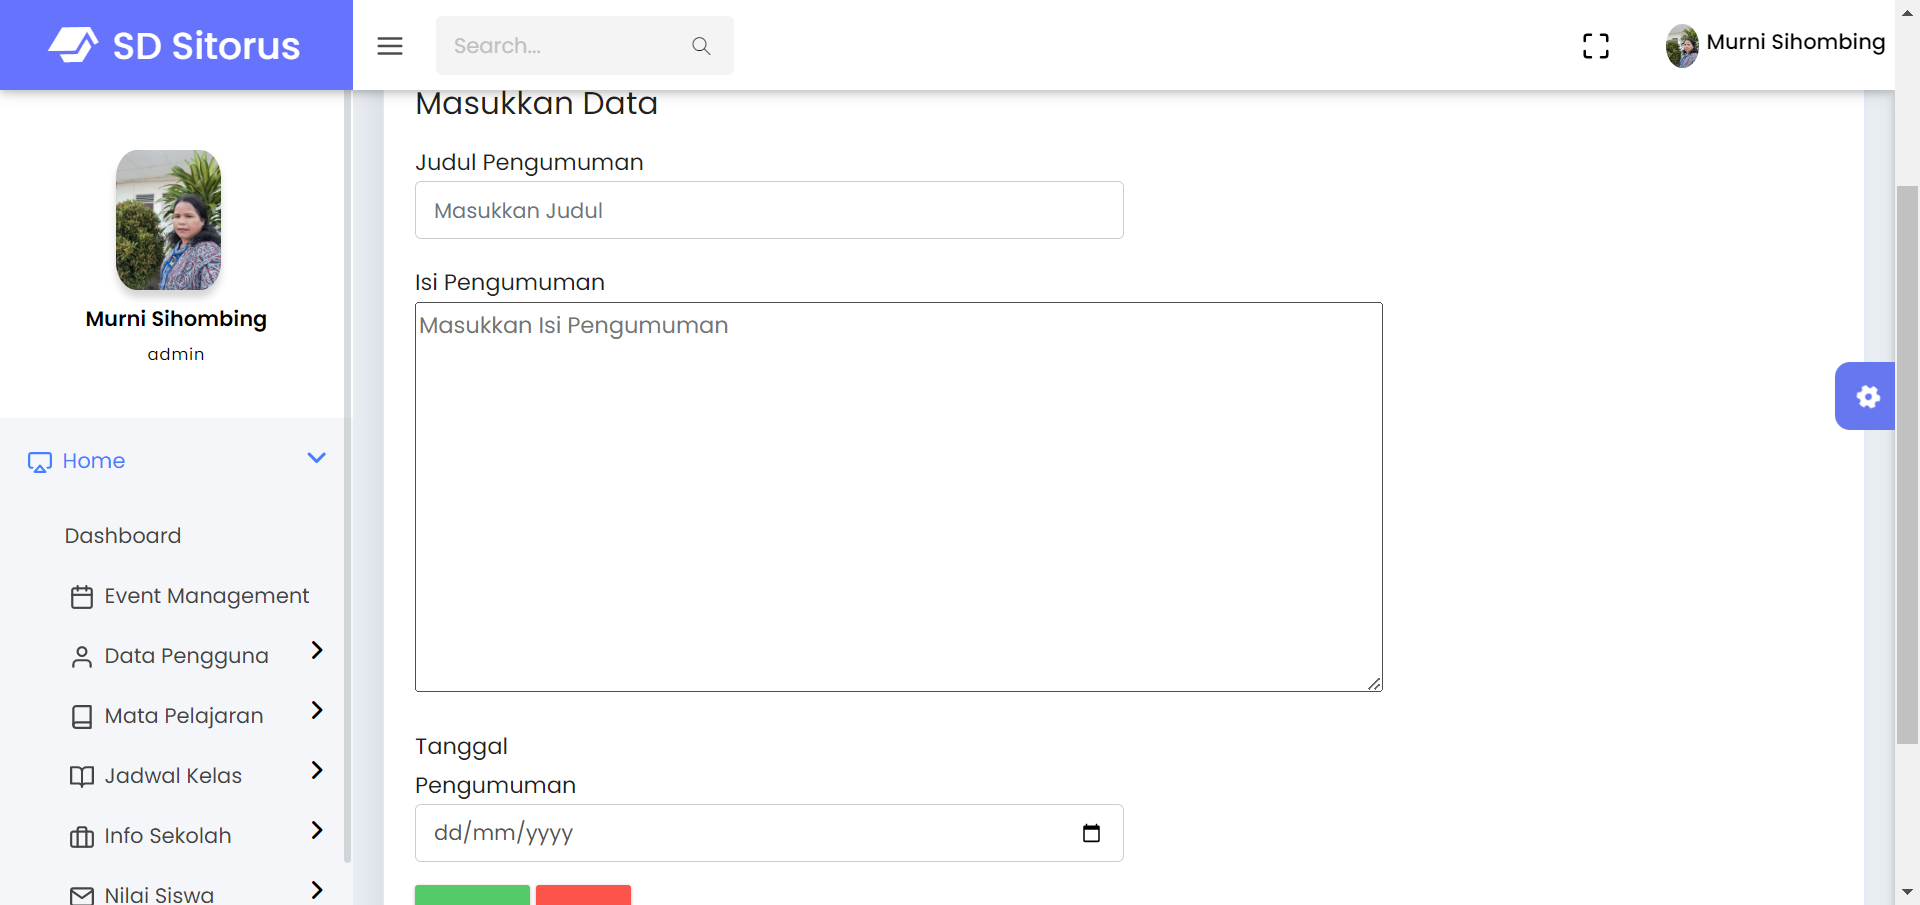 SD Sitorus
Search...
Murni Sihombing
Murni Sihombing
admin
Home
Dashboard
Event Management
Data Pengguna
Mata Pelajaran
Jadwal Kelas
Info Sekolah
Nilai Siswa
Masukkan Data
Judul Pengumuman
Masukkan Judul
Isi Pengumuman
Masukkan Isi Pengumuman
Tanggal
Pengumuman
dd/mm/yyyy